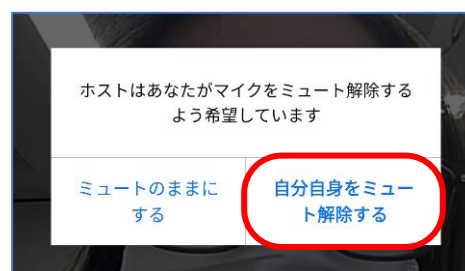 ホストはあなたがマイクをミュート解除する
よう希望しています
ミュートのままに
する
自分自身をミュー
ト解除する